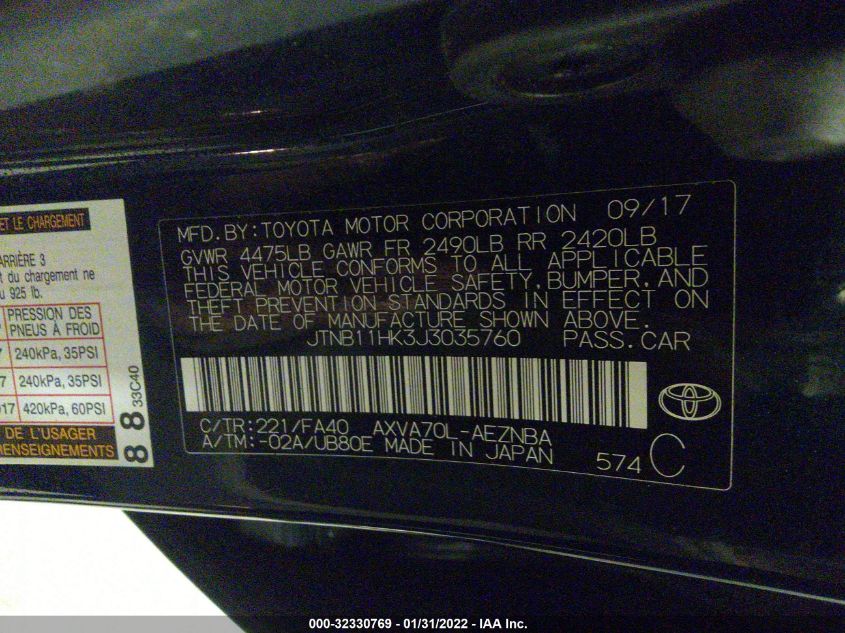 ET LE CHARGEMENT
ARRIÈRE 3
t du chargement ne
u 925 lb.
PRESSION DES
PNEUS À FROID
240kPa, 35PSI
240kPa, 35PSI
420kPa, 60PSI
DE L'USAGER
RENSEIGNEMENTS
8 8 33C40
MFD. BY: TOYOTA MOTOR CORPORATION 09/17
GVWR 4475LB GAWR FR 2490LB RR 2420LB
THIS VEHICLE CONFORMS TO ALL APPLICABLE
FEDERAL MOTOR VEHICLE SAFETY, BUMPER, AND
THEFT PREVENTION STANDARDS IN EFFECT ON
THE DATE OF MANUFACTURE SHOWN ABOVE.
JTNB11HK3J3035760 PASS. CAR
C/TR: 221/FA40 AXVA70L-AEZNBA
A/TM: -02A/UB80E MADE IN JAPAN 574 C
000-32330769 - 01/31/2022 - IAA Inc.